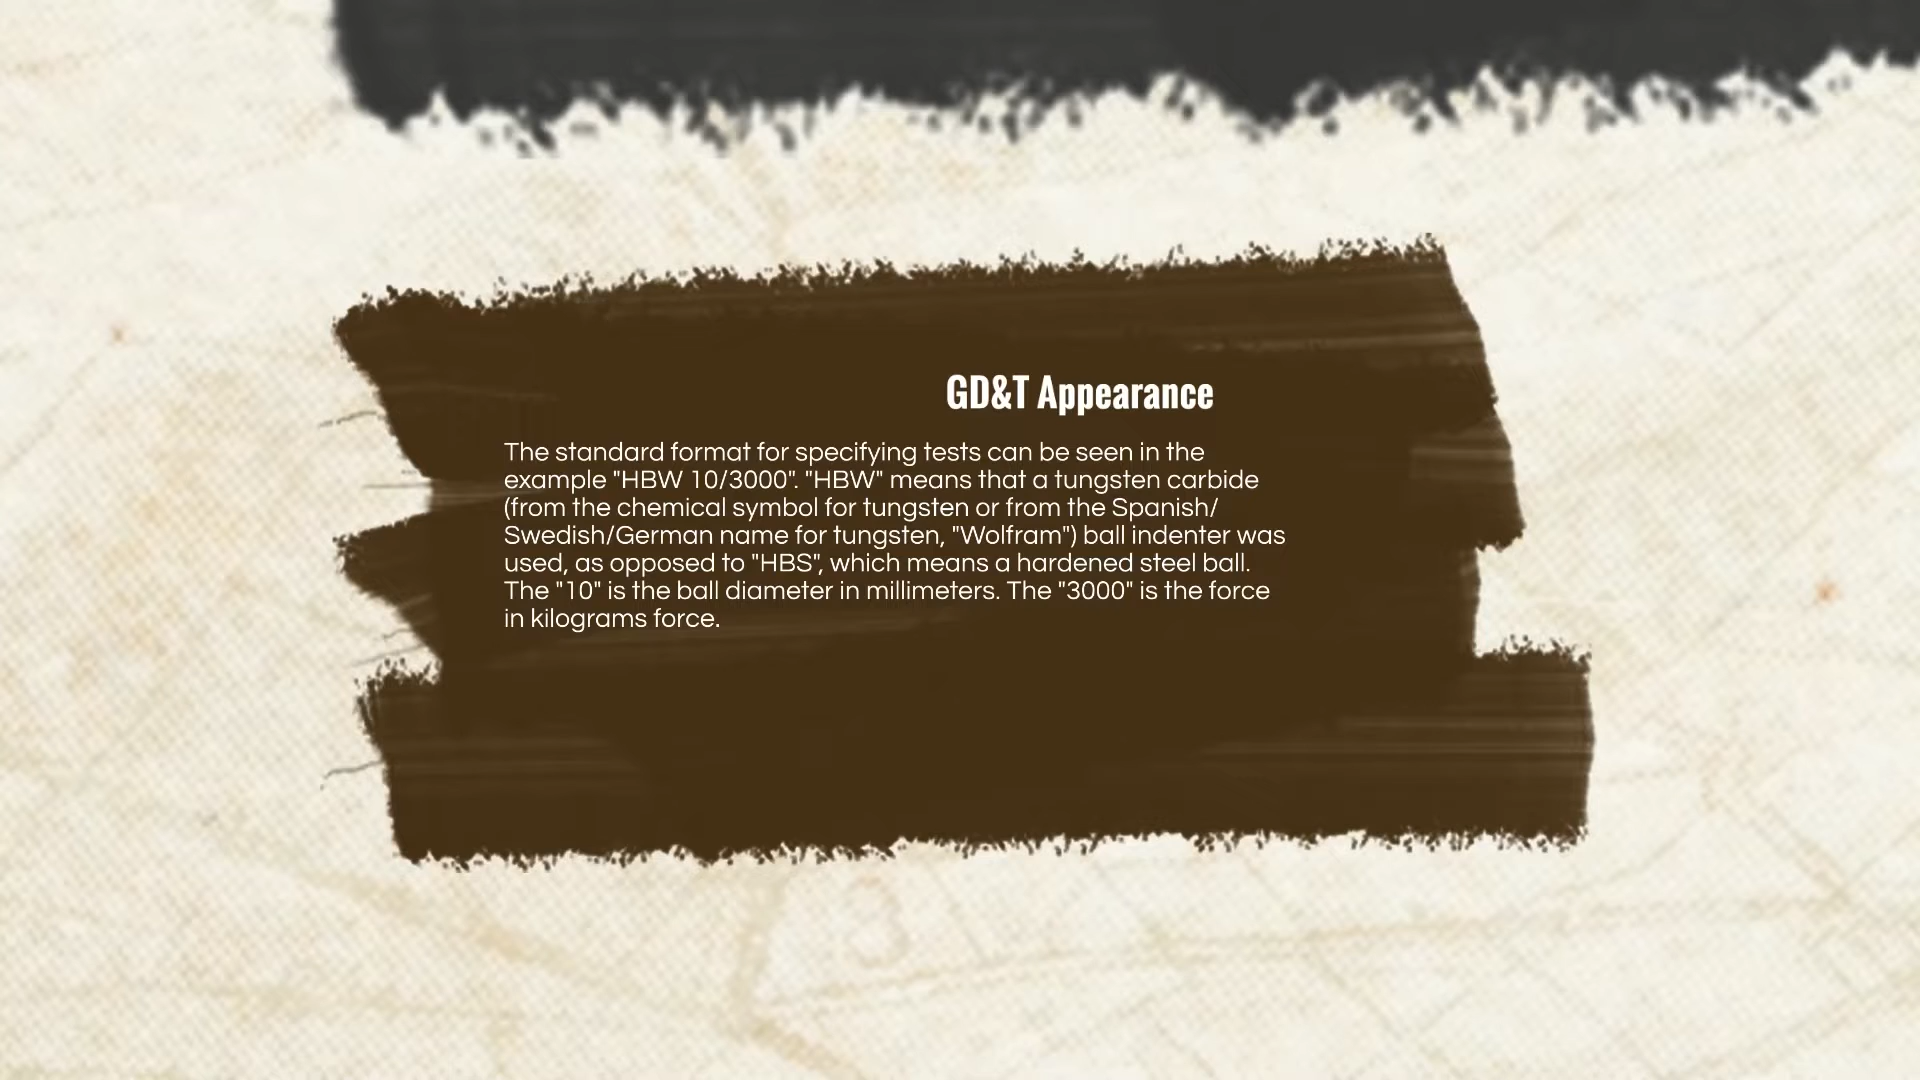 GD&T Appearance
The standard format for specifying tests can be seen in the
example "HBW 10/3000". "HBW" means that a tungsten carbide
(from the chemical symbol for tungsten or from the Spanish/
Swedish/German name for tungsten, "Wolfram") ball indenter was
used, as opposed to "HBS", which means a hardened steel ball.
The "10" is the ball diameter in millimeters. The "3000" is the force
in kilograms force.